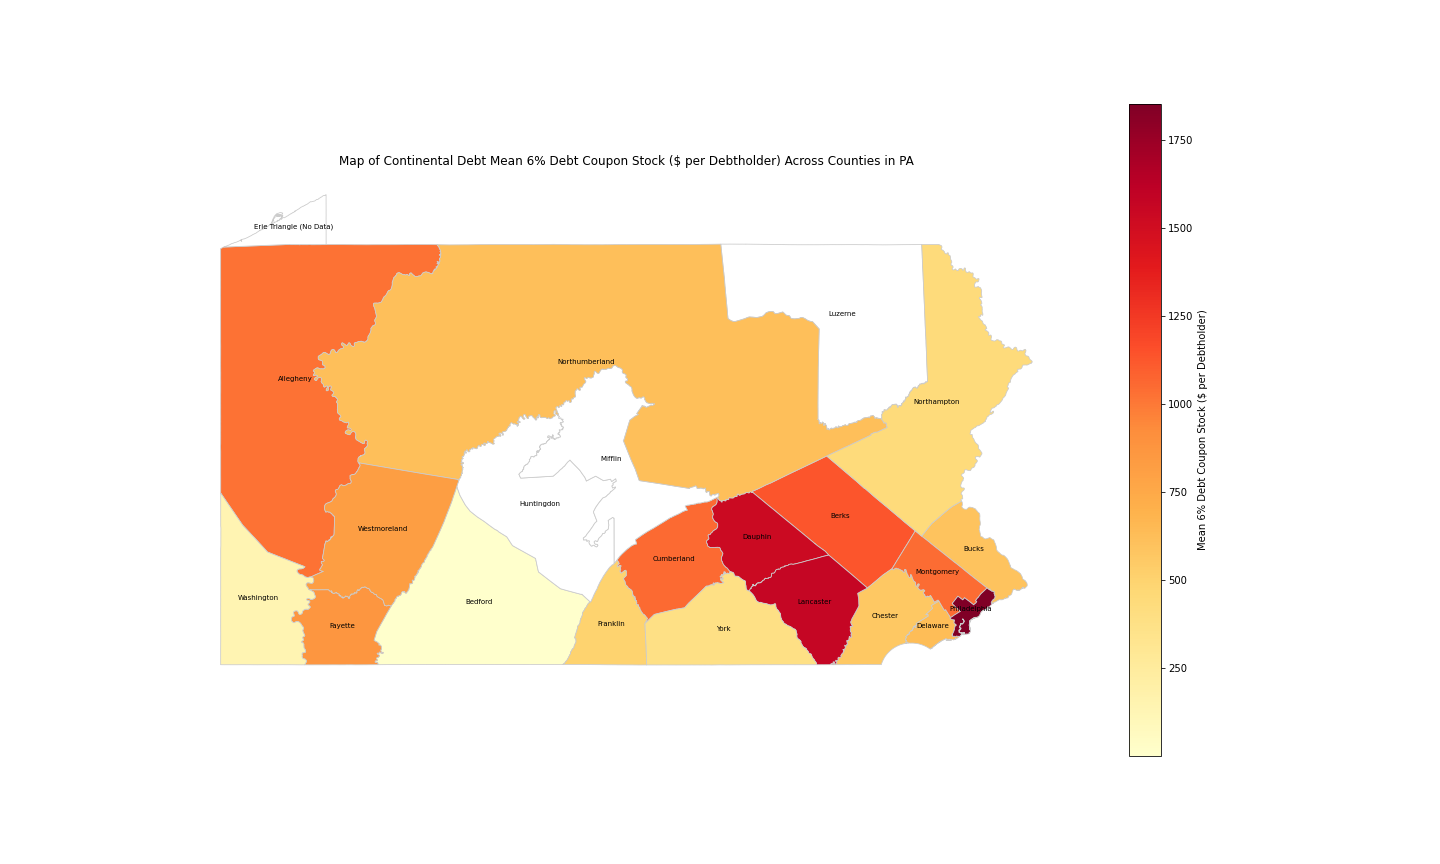 Map of Continental Debt Mean 6% Debt Coupon Stock ($ per Debtholder) Across Counties in PA
Erie Triangle (No Data)
Luzerne
Northumberland
Allegheny
Northampton
Mifflin
Huntingdon
Berks
Westmoreland
Dauphin
Bucks
Cumberland
Montgomery
Washington
Bedford
Lancaster
Philadelphia
Chester
Franklin
Fayette
Delaware
York
1750
1500
1250
1000
750
500
250
Mean 6% Debt Coupon Stock ($ per Debtholder)